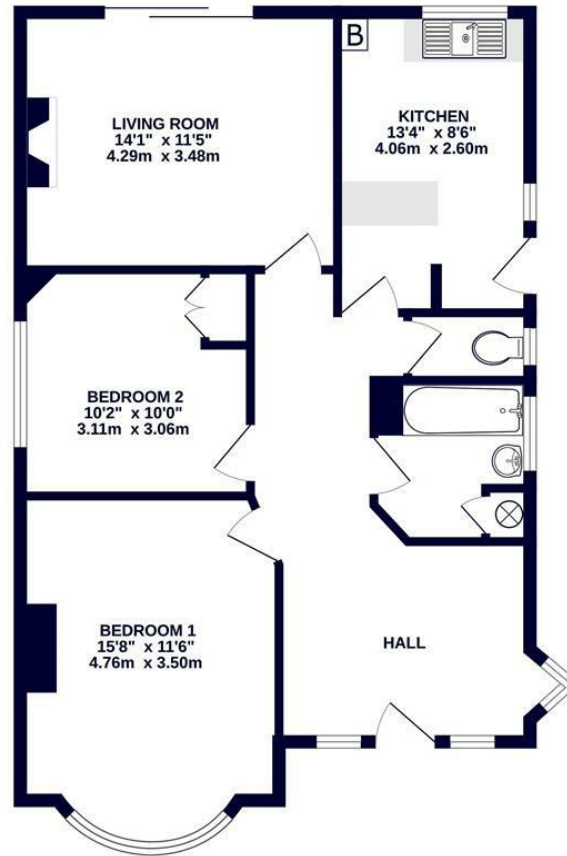 B
LIVING ROOM
14'1" x 11'5"
4.29m x 3.48m
KITCHEN
13'4" x 8'6"
4.06m x 2.60m
BEDROOM 2
10'2" x 10'0"
3.11m x 3.06m
BEDROOM 1
15'8" x 11'6"
4.76m x 3.50m
HALL